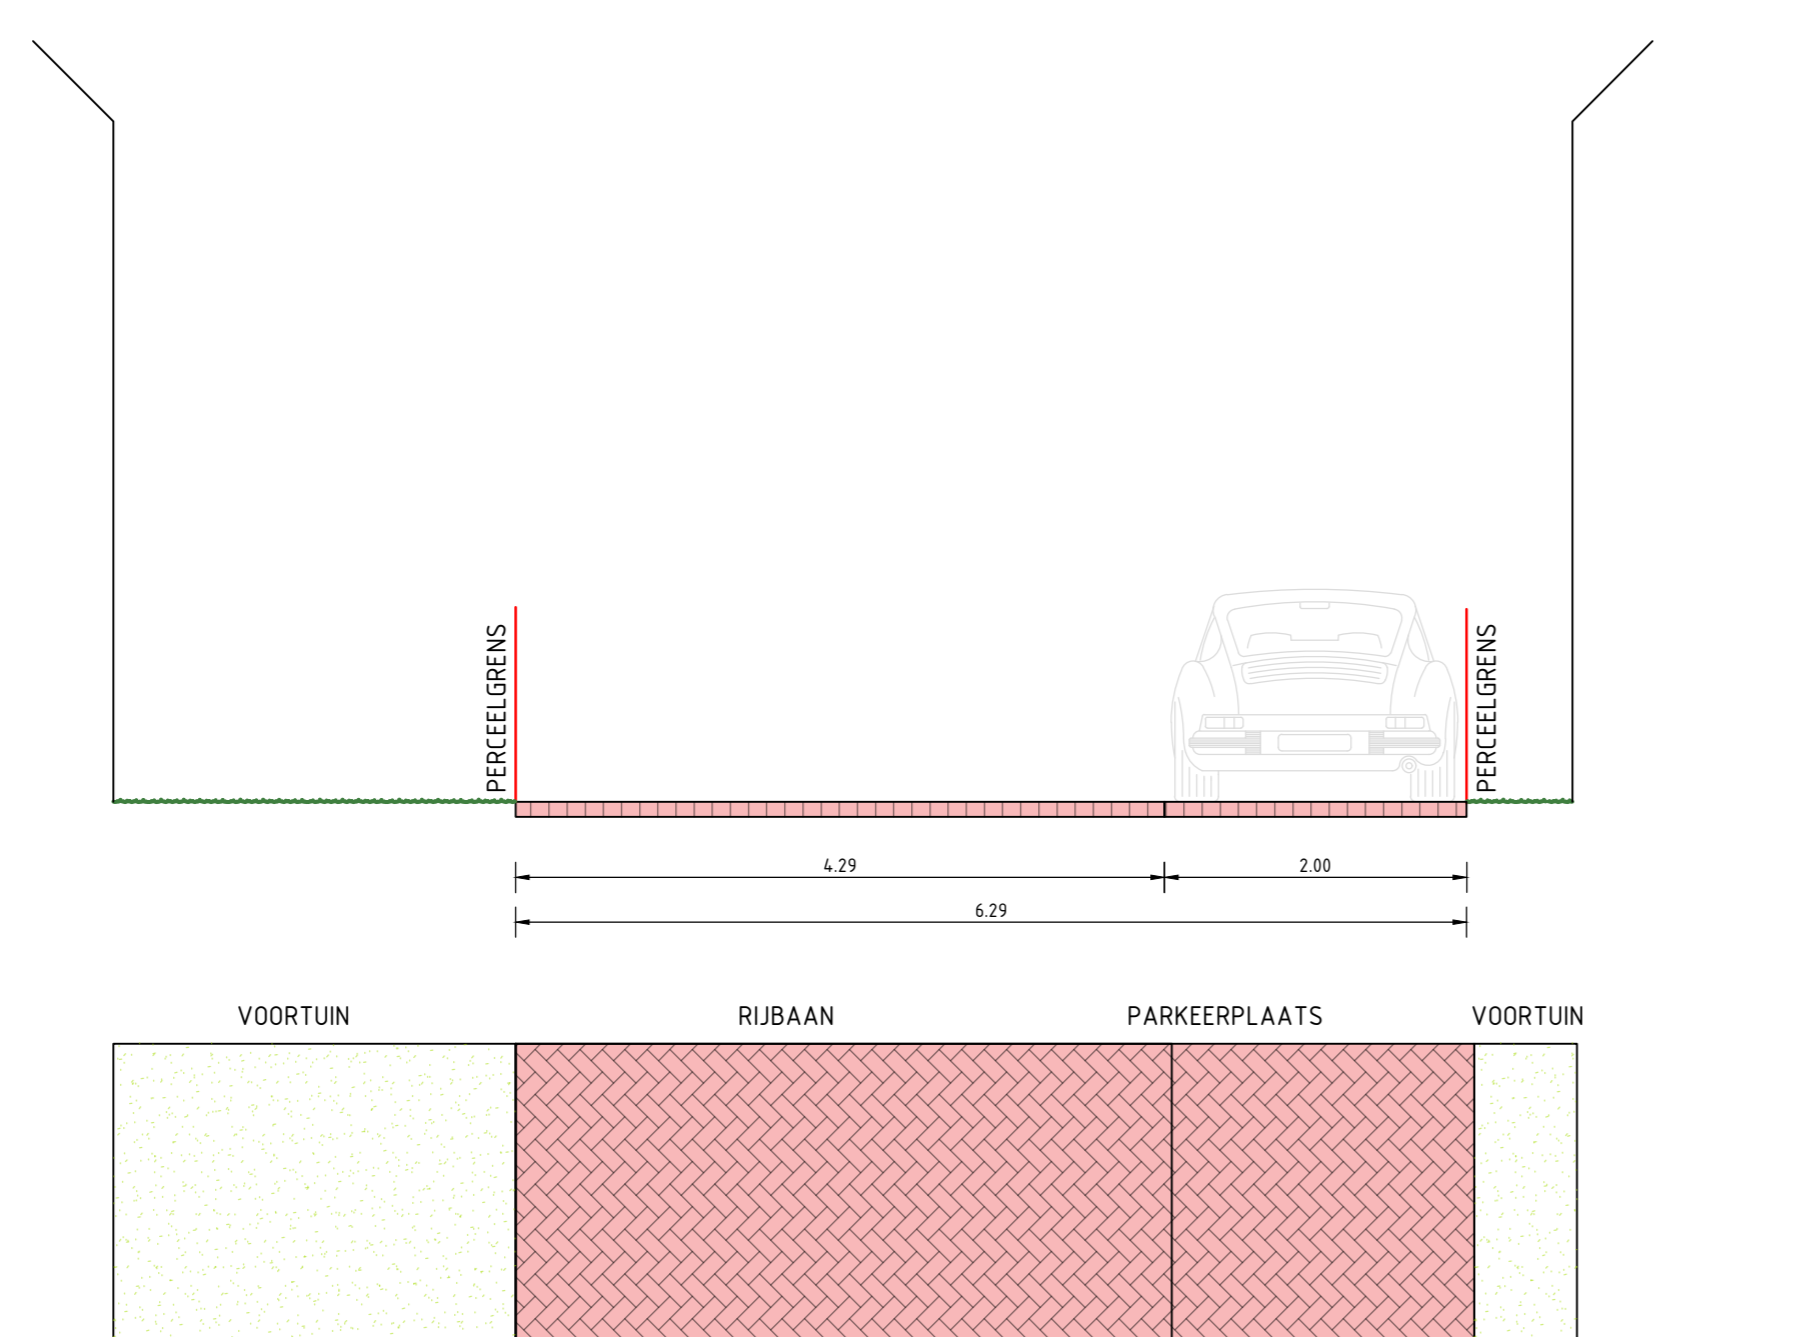 PERCEELGRENS
PERCEELGRENS
4.29
2.00
6.29
VOORTUIN
RIJBAAN
PARKEERPLAATS
VOORTUIN